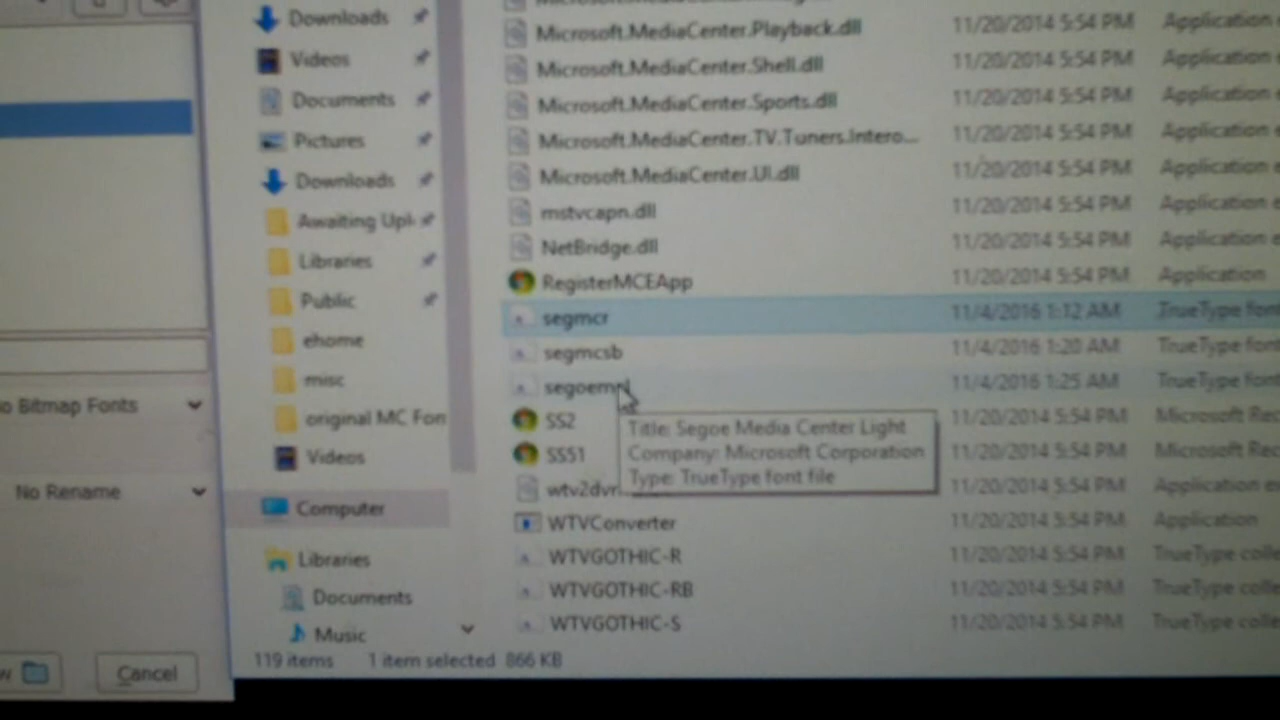 Downloads
Videos
Documents
Pictures
Downloads
Awaiting Upl
Libraries
Public
ehome
misc
original MC Fon
Videos
Computer
Libraries
Documents
Music
Microsoft.MediaCenter.Playback.dll 11/20/2014 5:54 PM Application
Microsoft.MediaCenter.Shell.dll 11/20/2014 5:54 PM Application e
Microsoft.MediaCenter.Sports.dll 11/20/2014 5:54 PM Application e
Microsoft.MediaCenter.TV.Tuners.Intero... 11/20/2014 5:54 PM Application e
Microsoft.MediaCenter.UI.dll 11/20/2014 5:54 PM Application e
mstvcapn.dll 11/20/2014 5:54 PM Application e
NetBridge.dll 11/20/2014 5:54 PM Application e
RegisterMCEApp 11/20/2014 5:54 PM Application
segmcr 11/4/2016 1:12 AM TrueType font
segmcsb 11/4/2016 1:20 AM TrueType font
11/4/2016 1:25 AM TrueType font
SS2 11/20/2014 5:54 PM Microsoft Rec
SS51 11/20/2014 5:54 PM Microsoft Rec
11/20/2014 5:54 PM Application e
WTVConverter 11/20/2014 5:54 PM Application
WTVGOTHIC-R 11/20/2014 5:54 PM TrueType colle
WTVGOTHIC-RB 11/20/2014 5:54 PM TrueType colle
WTVGOTHIC-S 11/20/2014 5:54 PM TrueType colle
Title: Segoe Media Center Light
Company: Microsoft Corporation
Type: TrueType font file
119 items 1 item selected 866 KB
o Bitmap Fonts
No Rename
w
Cancel